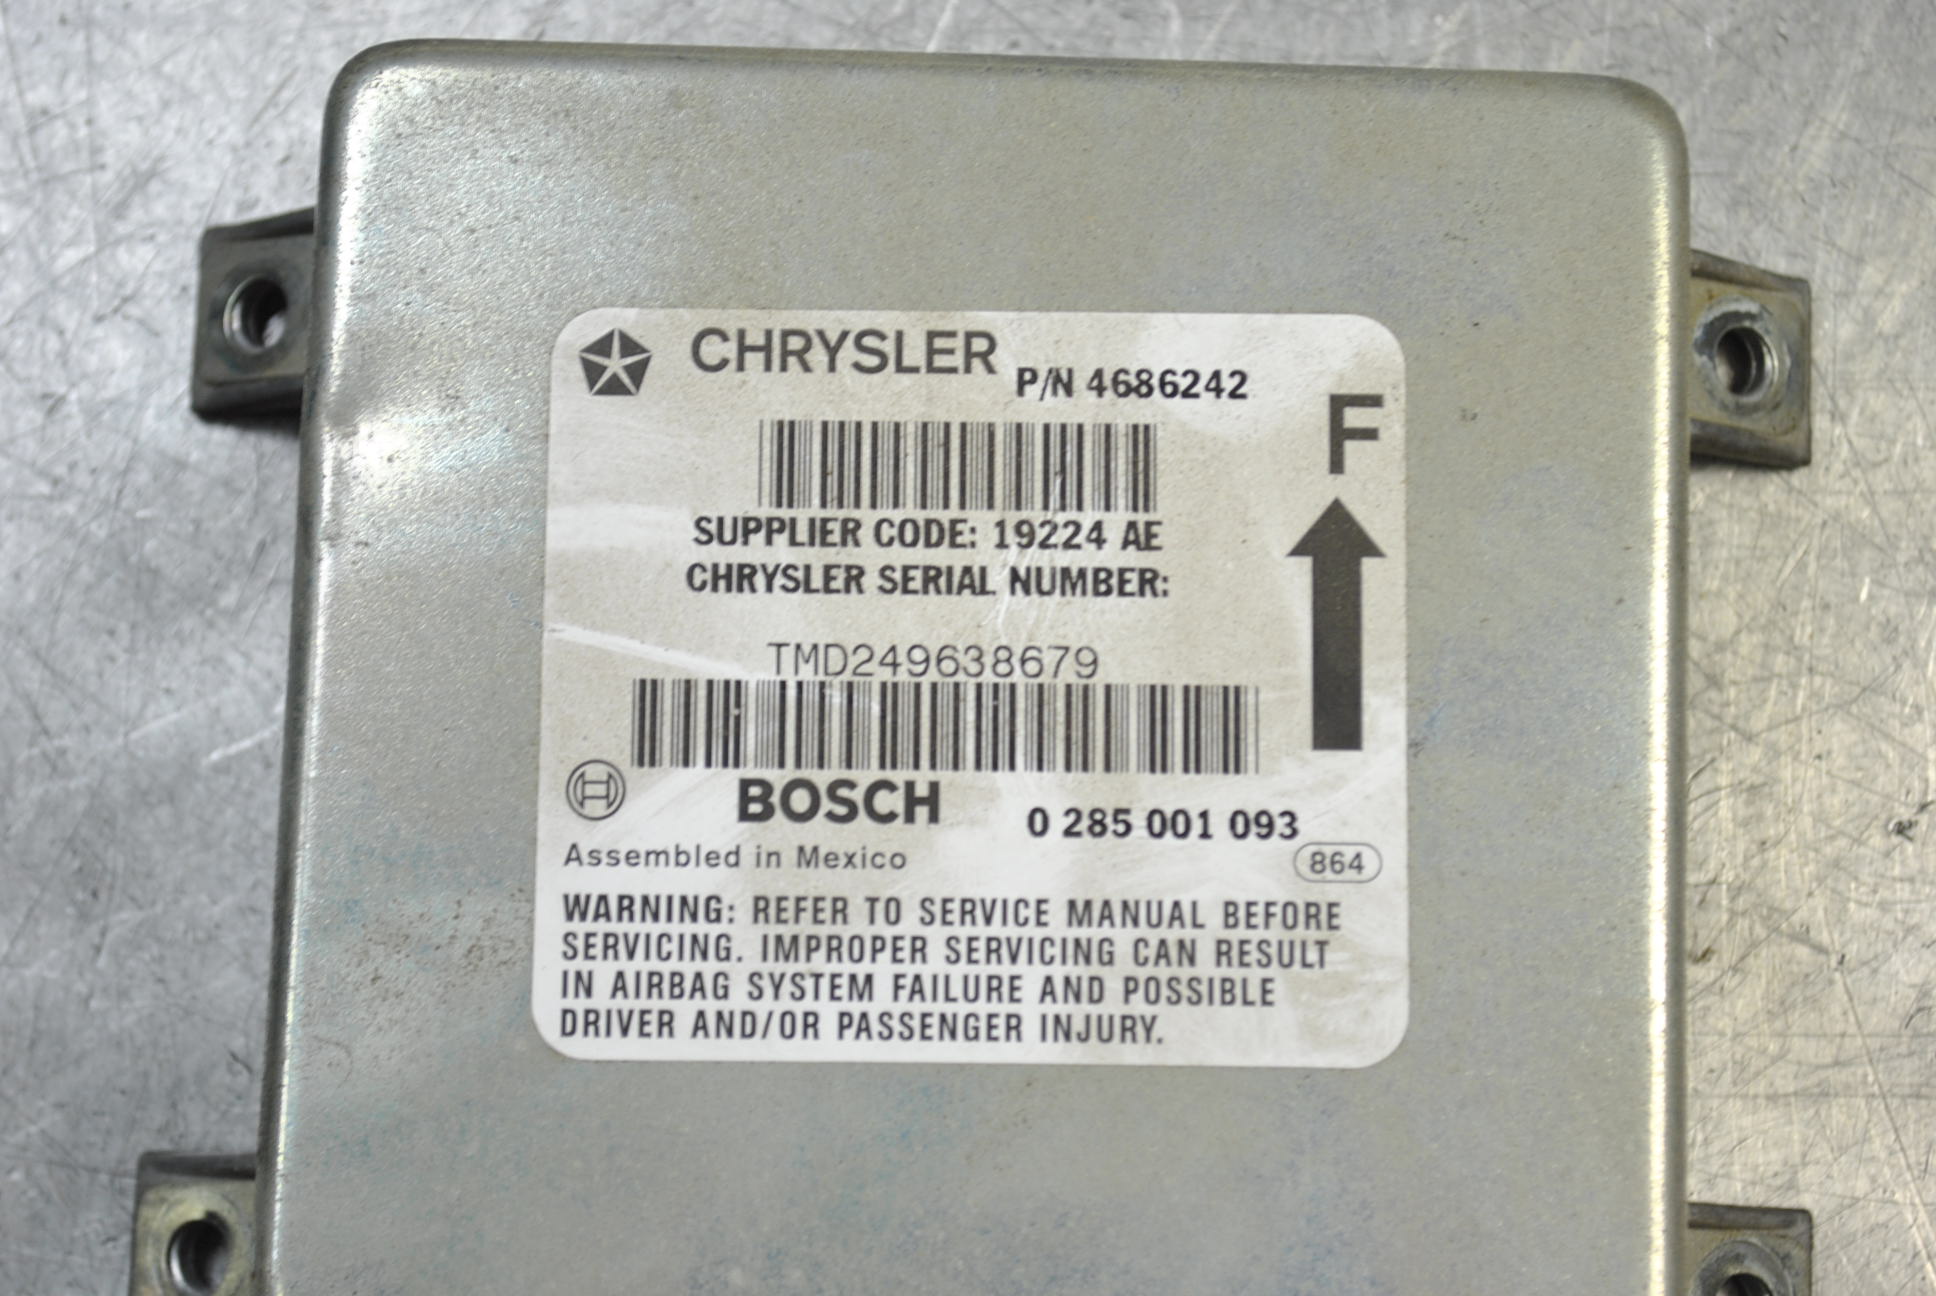 CHRYSLER P/N 4686242
F
SUPPLIER CODE: 19224 AE
CHRYSLER SERIAL NUMBER:
TMD249638679
BOSCH 0 285 001 093
Assembled in Mexico 864
WARNING: REFER TO SERVICE MANUAL BEFORE
SERVICING. IMPROPER SERVICING CAN RESULT
IN AIRBAG SYSTEM FAILURE AND POSSIBLE
DRIVER AND/OR PASSENGER INJURY.